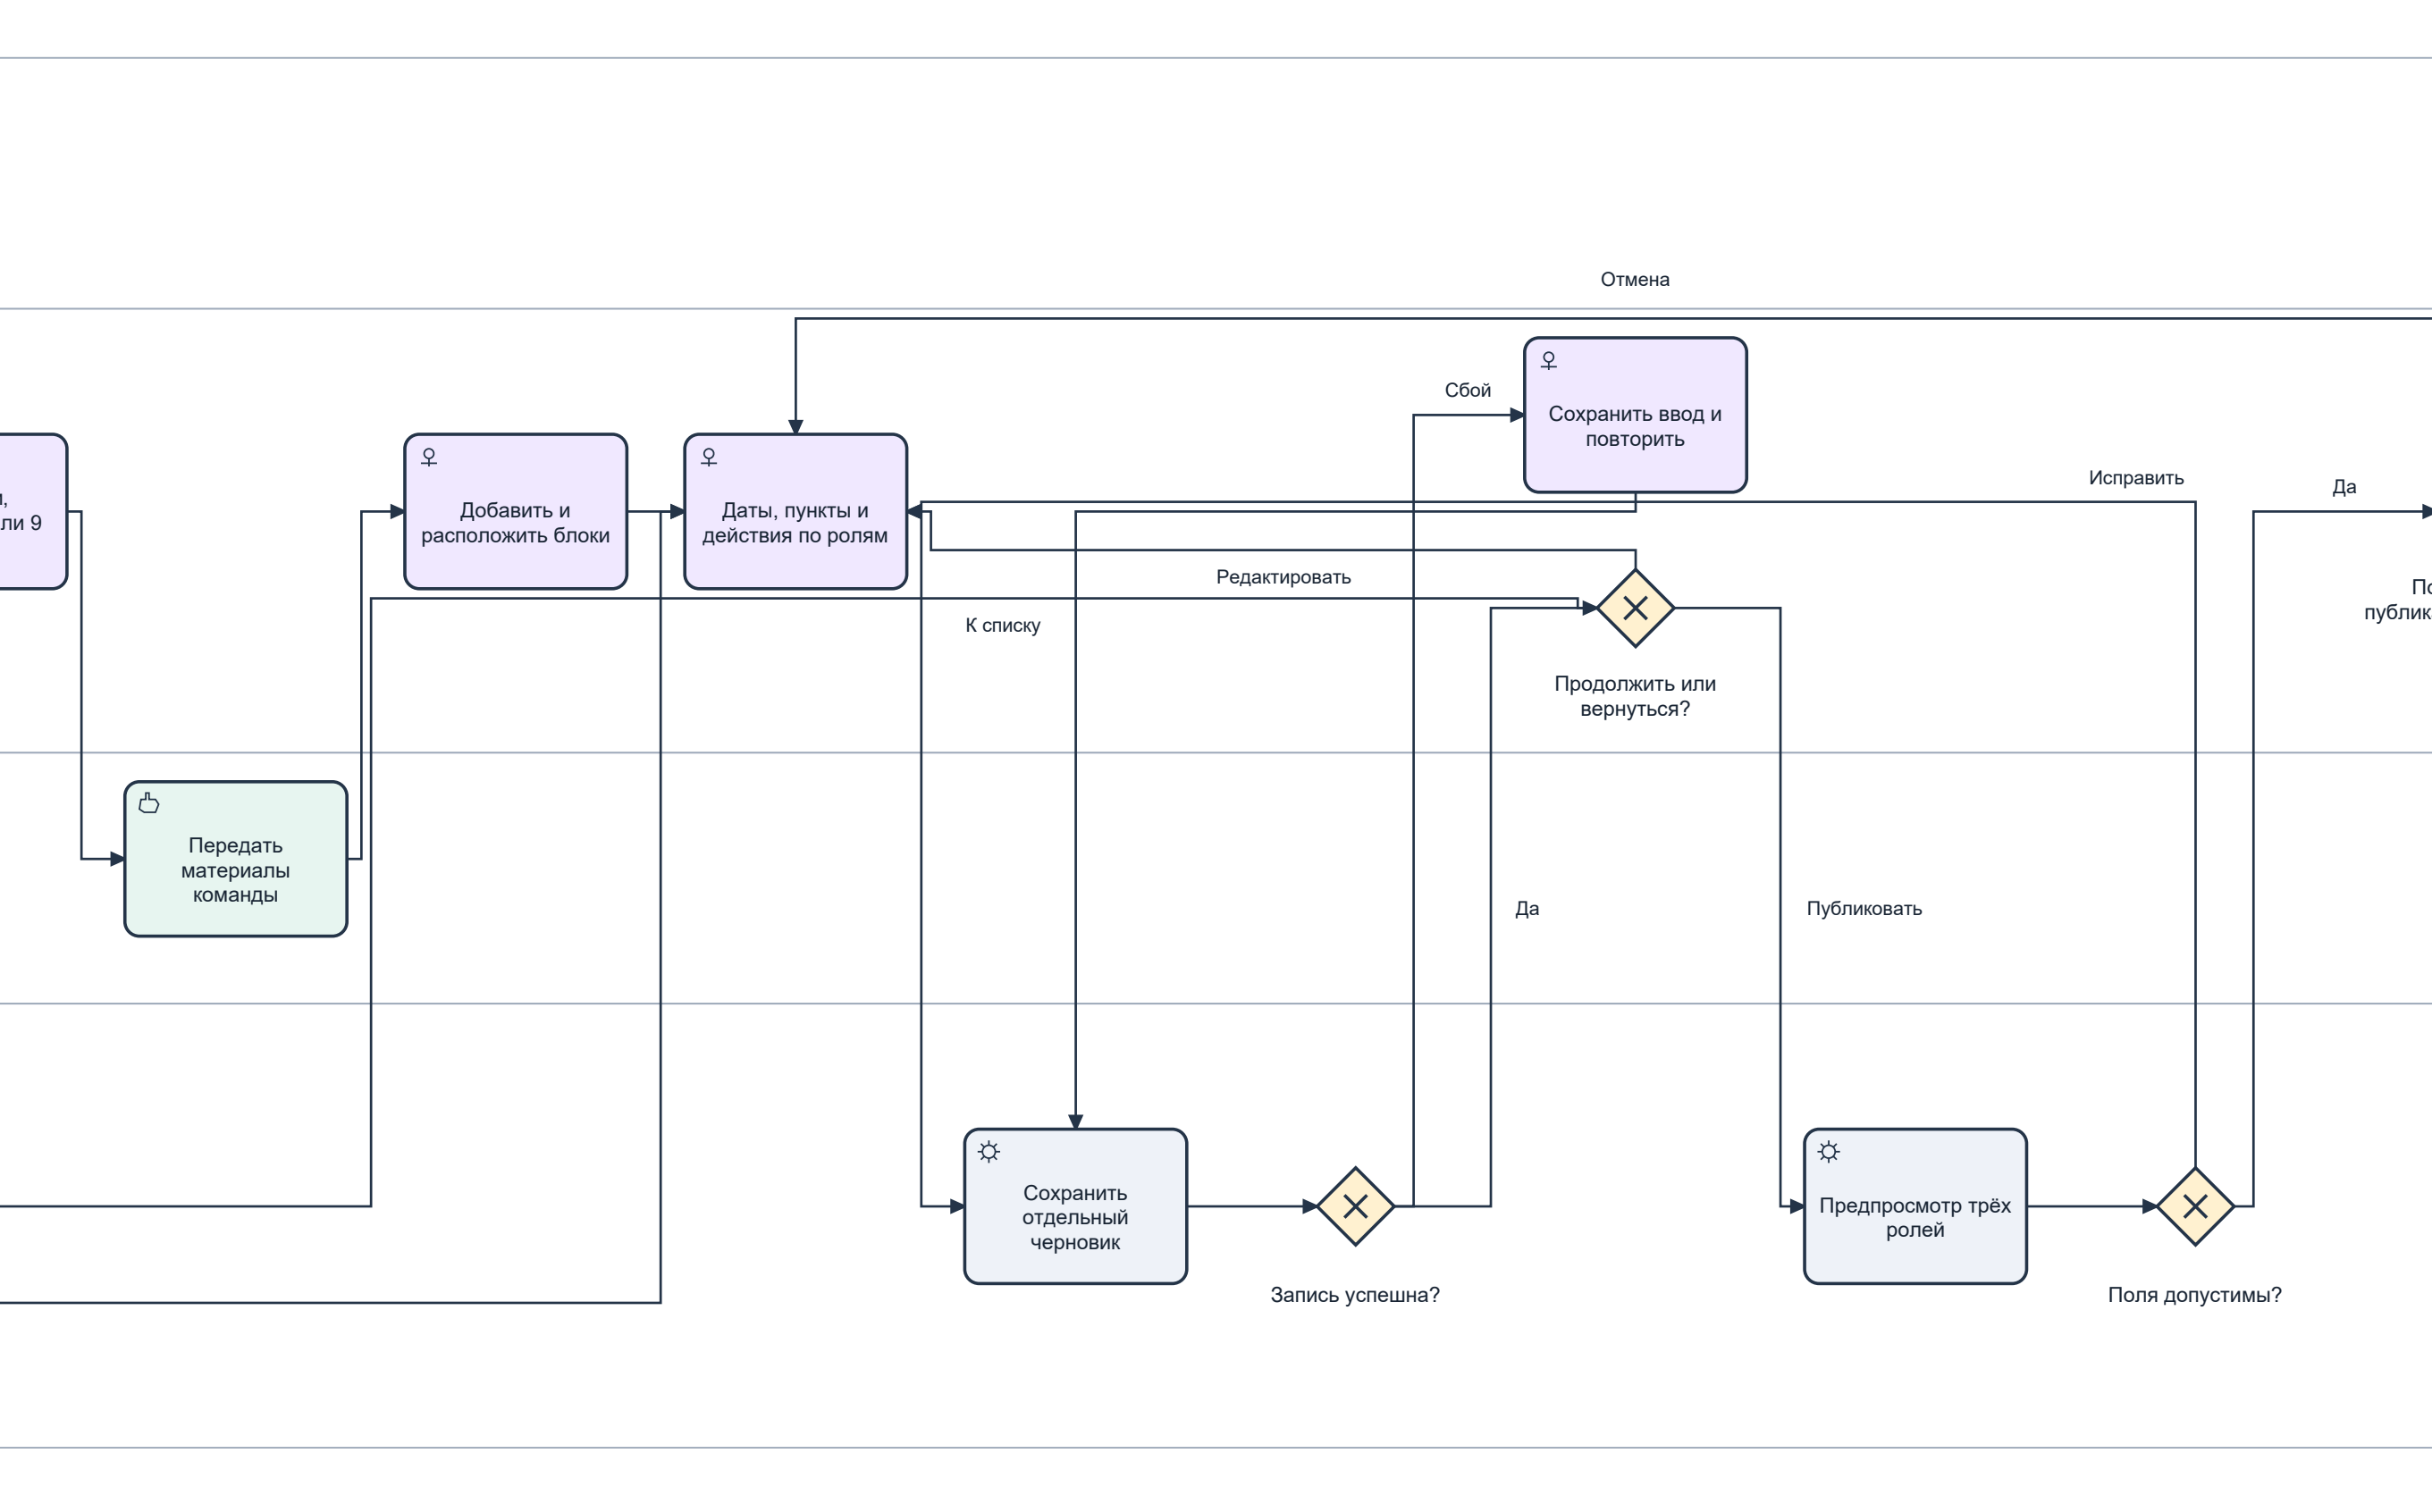 Отмена
Сбой
Сохранить ввод и
повторить
Исправить
Да
ли 9
Добавить и
расположить блоки
Даты, пункты и
действия по ролям
Редактировать
К списку
Продолжить или
вернуться?
Передать
материалы
команды
Да
Публиковать
Сохранить
отдельный
черновик
Запись успешна?
Предпросмотр трёх
ролей
Поля допустимы?